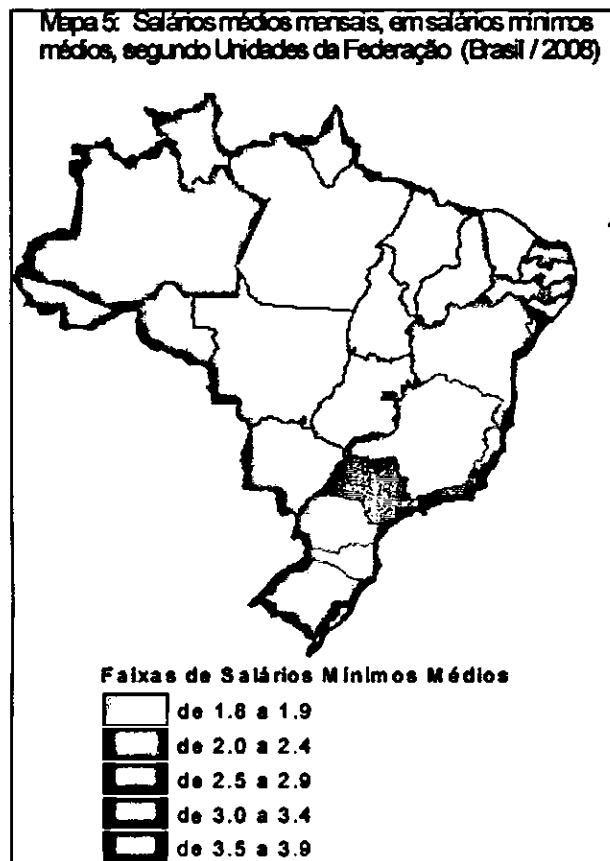 Mapa 5: Salários médios mensais, em salários mínimos
médios, segundo Unidades da Federação (Brasil / 2008)
Faixas de Salários Mínimos Médios
de 1.8 a 1.9
de 2.0 a 2.4
de 2.5 a 2.9
de 3.0 a 3.4
de 3.5 a 3.9